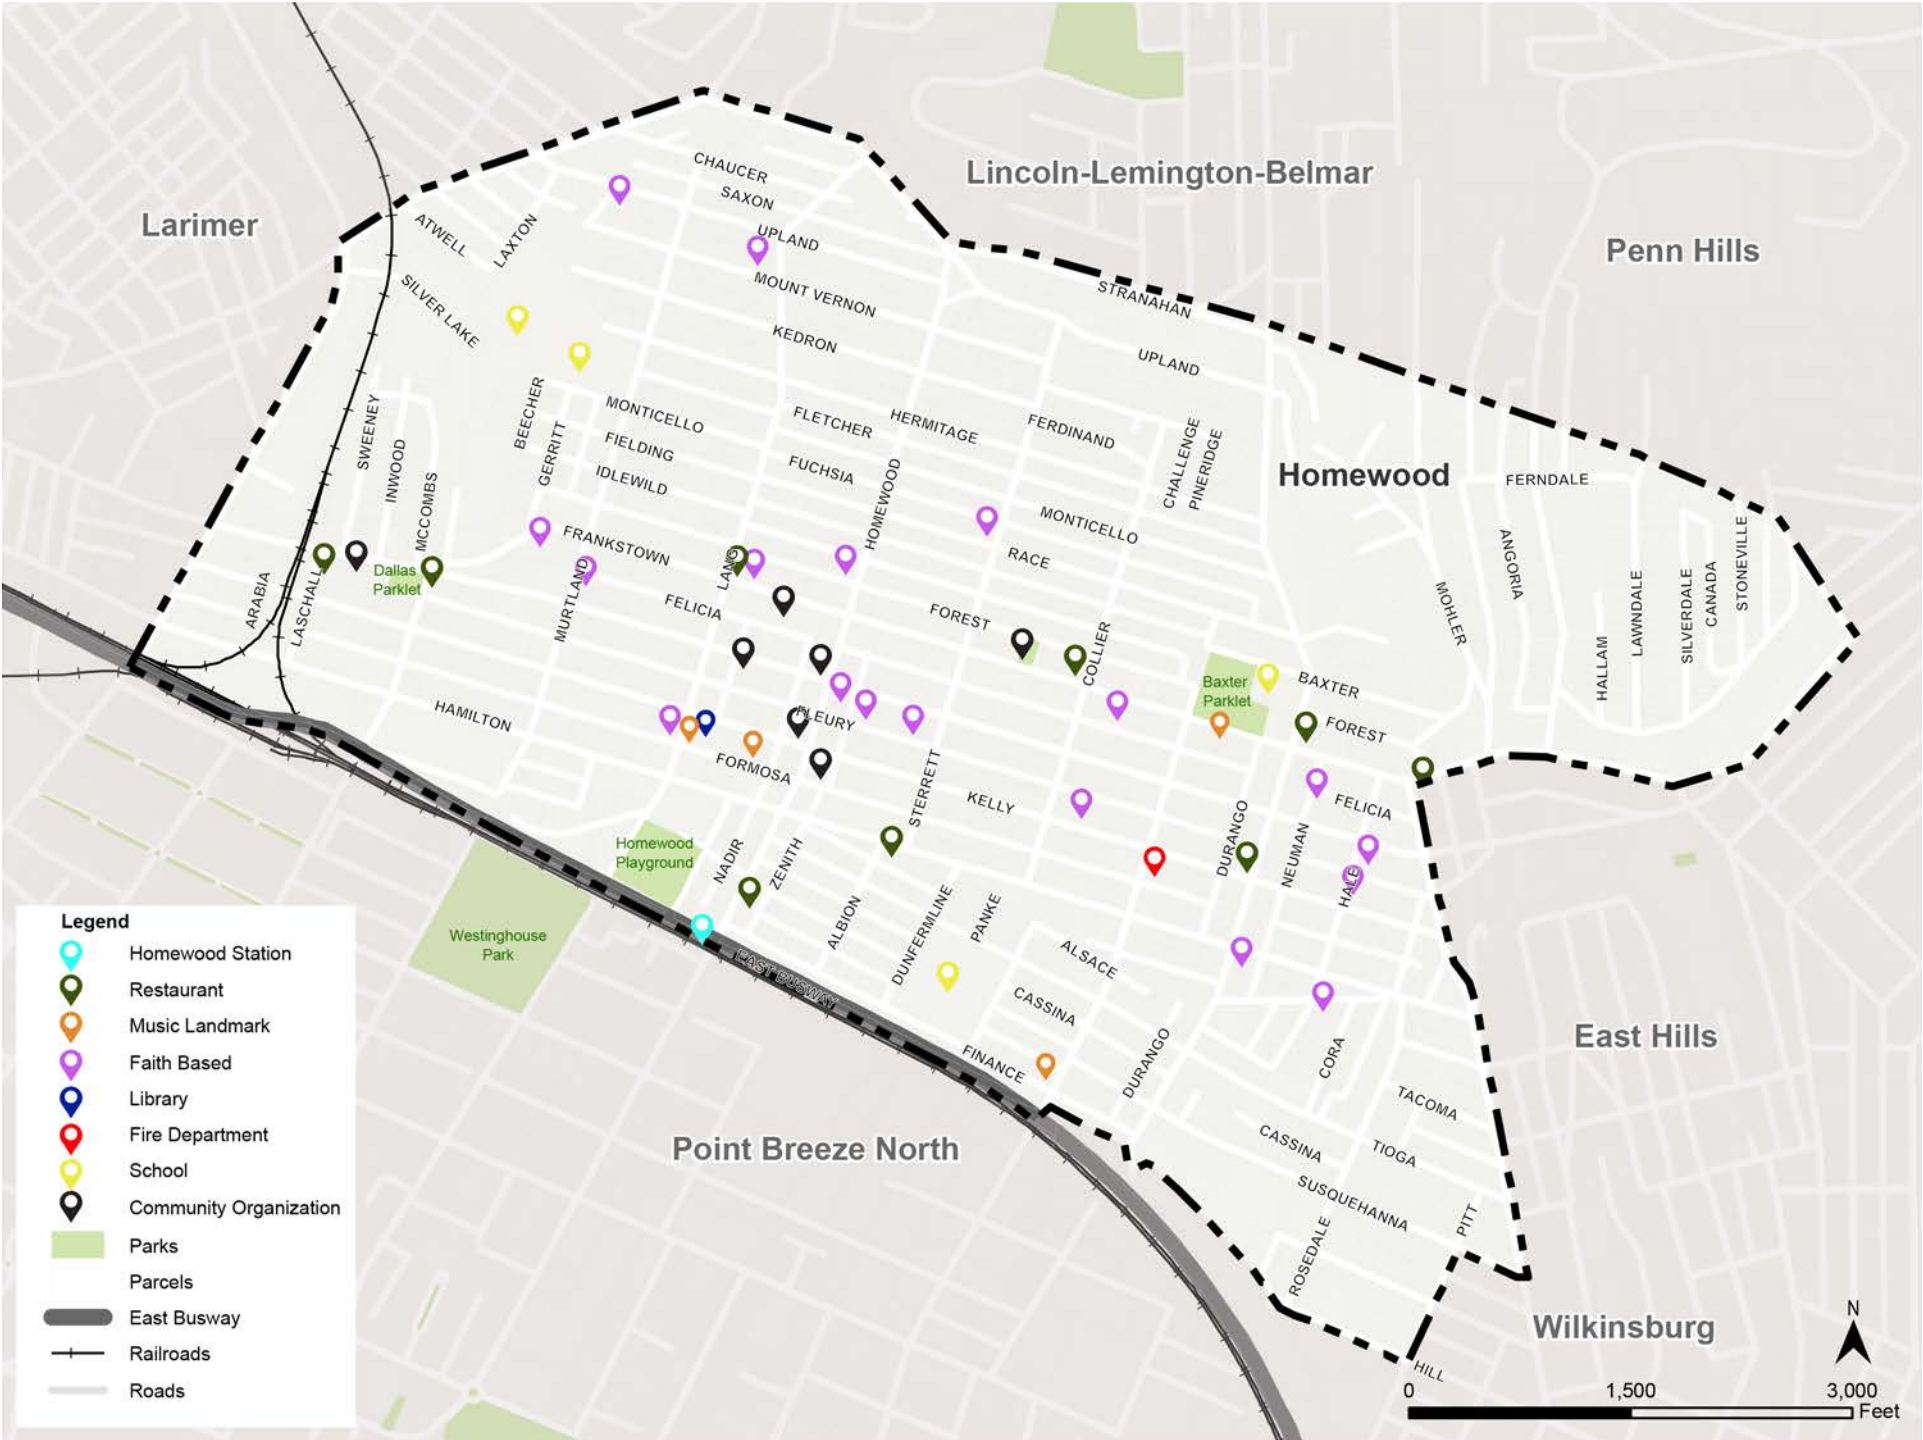 CHAUCER
SAXON
Lincoln-Lemington-Belmar
Larimer
ATWELL
LAXTON
UPLAND
Penn Hills
SILVER LAKE
MOUNT VERNON
STRANAHAN
KEDRON
UPLAND
BEECHER
MONTICELLO
FLETCHER
HERMITAGE
FERDINAND
SWEENEY
INWOOD
GERRITT
FIELDING
FUCHSIA
CHALLENGE
PINERIDGE
Homewood
FERNDALE
IDLEWILD
HOMEWOOD
MCCOMBS
MONTICELLO
FRANKSTOWN
RACE
ANGORIA
STONEVILLE
Dallas
Parklet
LANG
ARABIA
LASCHALL
MURTLAND
FELICIA
FOREST
MOHLER
LAWNDALE
SILVERDALE
CANADA
COLLIER
HALLAM
Baxter
Parklet
BAXTER
HAMILTON
FLEURY
FOREST
FORMOSA
STERRETT
KELLY
FELICIA
Homewood
Playground
NADIR
ZENITH
DURANGO
NEUMAN
HALE
ALBION
DUNFERMLINE
PANKE
Westinghouse
Park
EAST BUSWAY
ALSACE
CASSINA
FINANCE
DURANGO
CORA
East Hills
TACOMA
Point Breeze North
CASSINA
TIOGA
SUSQUEHANNA
PITT
ROSEDALE
Wilkinsburg
HILL
Legend
Homewood Station
Restaurant
Music Landmark
Faith Based
Library
Fire Department
School
Community Organization
Parks
Parcels
East Busway
Railroads
Roads
N
0 1,500 3,000
Feet